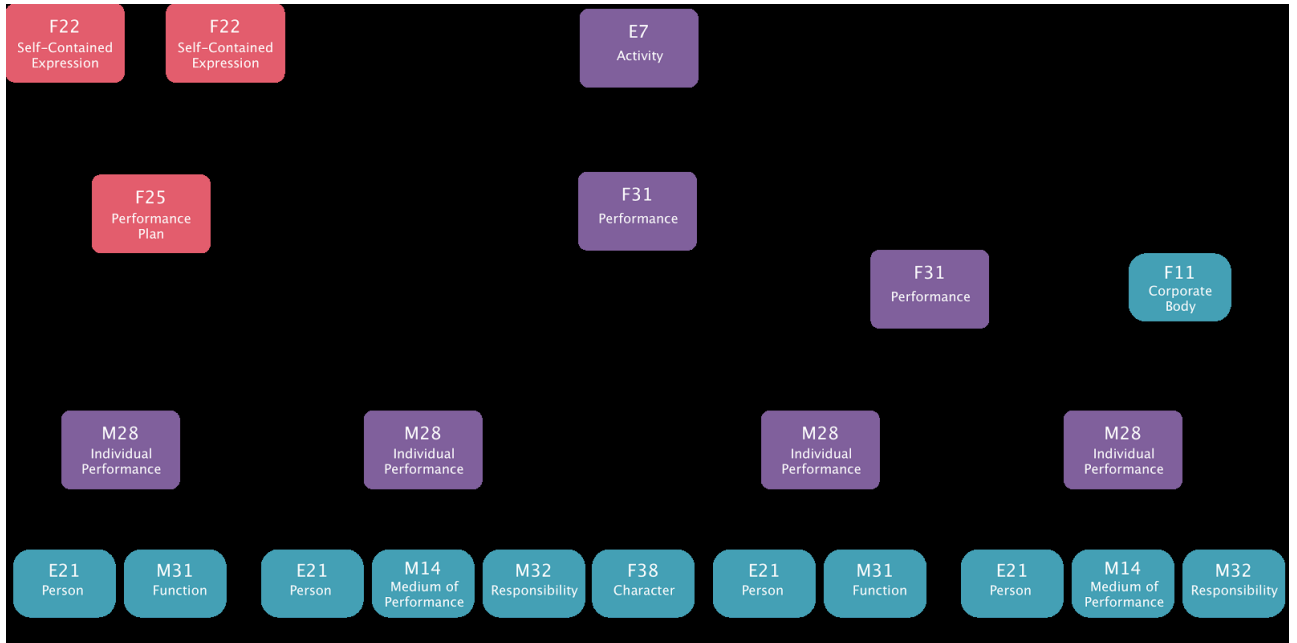 F22
Self-Contained
Expression
F22
Self-Contained
Expression
E7
Activity
F25
Performance
Plan
F31
Performance
F31
Performance
F11
Corporate
Body
M28
Individual
Performance
M28
Individual
Performance
M28
Individual
Performance
M28
Individual
Performance
E21
Person
M31
Function
E21
Person
M14
Medium of
Performance
M32
Responsibility
F38
Character
E21
Person
M31
Function
E21
Person
M14
Medium of
Performance
M32
Responsibility